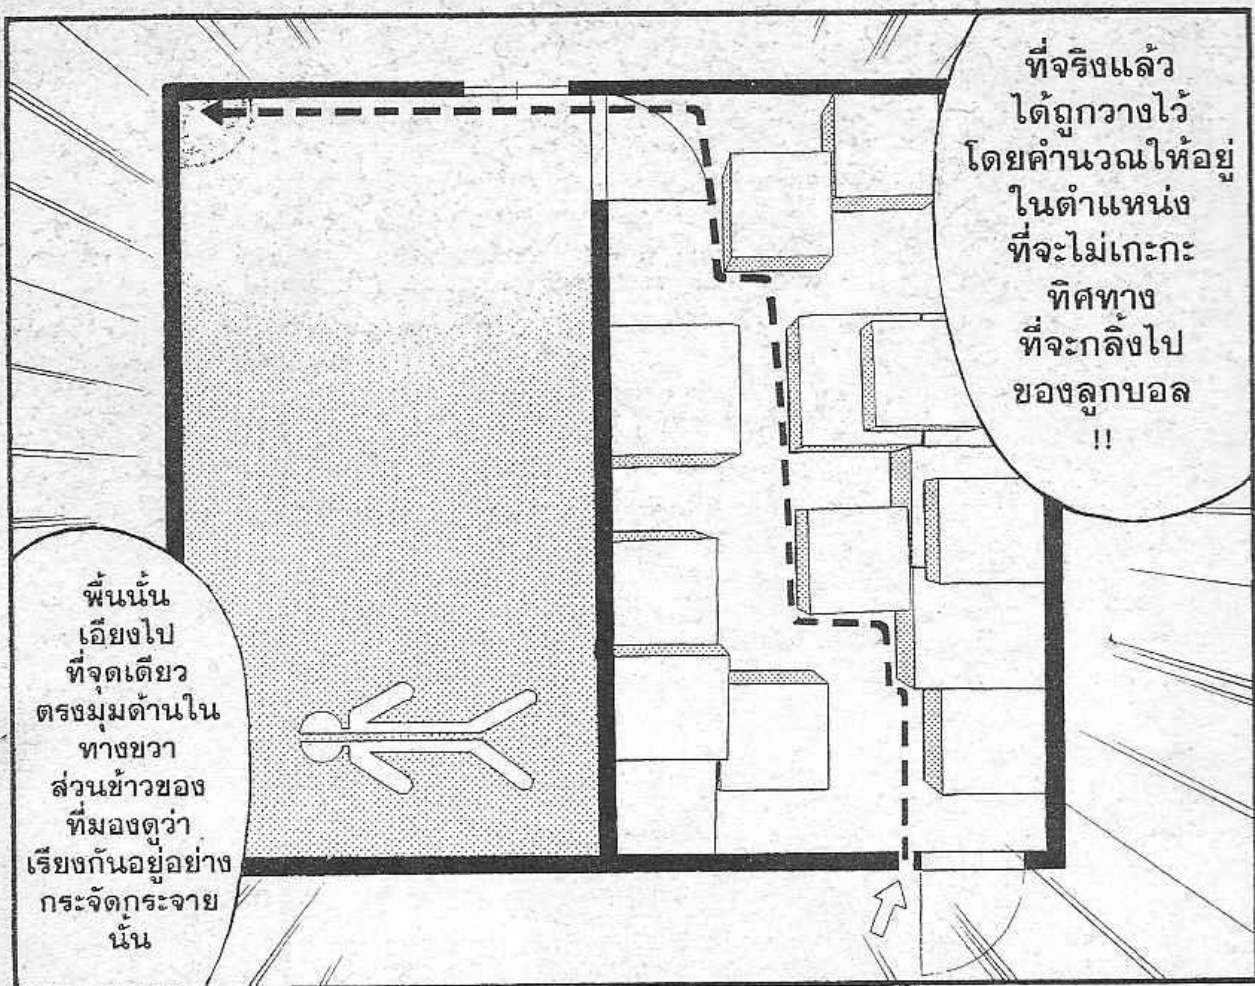 พื้นนั้น
เอียงไป
ที่จุดเดียว
ตรงมุมด้านใน
ทางขวา
ส่วนข้าวของ
ที่มองดูว่า
เรียงกันอยู่อย่าง
กระจัดกระจาย
นั้น
ที่จริงแล้ว
ได้ถูกวางไว้
โดยคำนวณให้อยู่
ในตำแหน่ง
ที่จะไม่เกะกะ
ทิศทาง
ที่จะกลิ้งไป
ของลูกบอล
!!